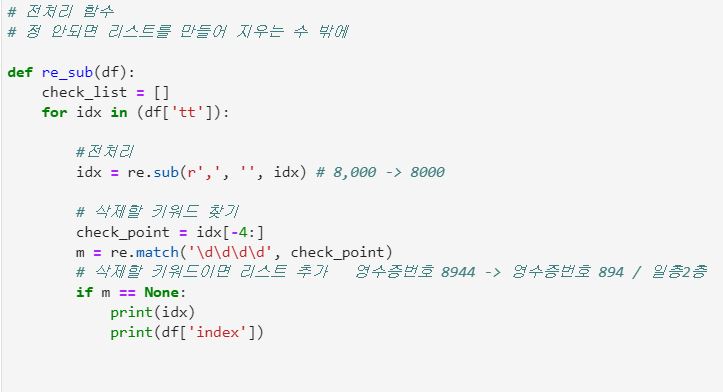 # 전처리 함수
# 정 안되면 리스트를 만들어 지우는 수 밖에
def re_sub(df):
    check_list = []
    for idx in (df['tt']):
        #전처리
        idx = re.sub(r',', '', idx) # 8,000 -> 8000
        # 삭제할 키워드 찾기
        check_point = idx[-4:]
        m = re.match('\d\d\d\d', check_point)
        # 삭제할 키워드이면 리스트 추가   영수증번호 8944 -> 영수증번호 894 / 일층2층
        if m == None:
            print(idx)
            print(df['index'])